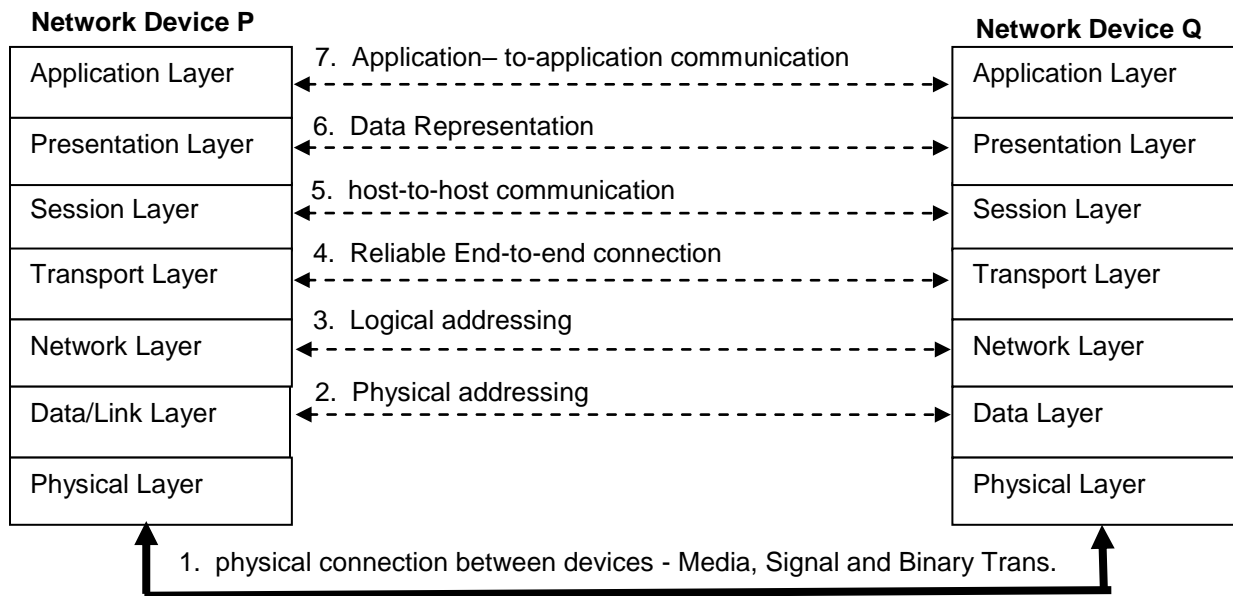 Network Device P
Network Device Q
7. Application– to-application communication
Application Layer
Application Layer
6. Data Representation
Presentation Layer
Presentation Layer
5. host-to-host communication
Session Layer
Session Layer
4. Reliable End-to-end connection
Transport Layer
Transport Layer
3. Logical addressing
Network Layer
Network Layer
2. Physical addressing
Data/Link Layer
Data Layer
Physical Layer
Physical Layer
1. physical connection between devices - Media, Signal and Binary Trans.